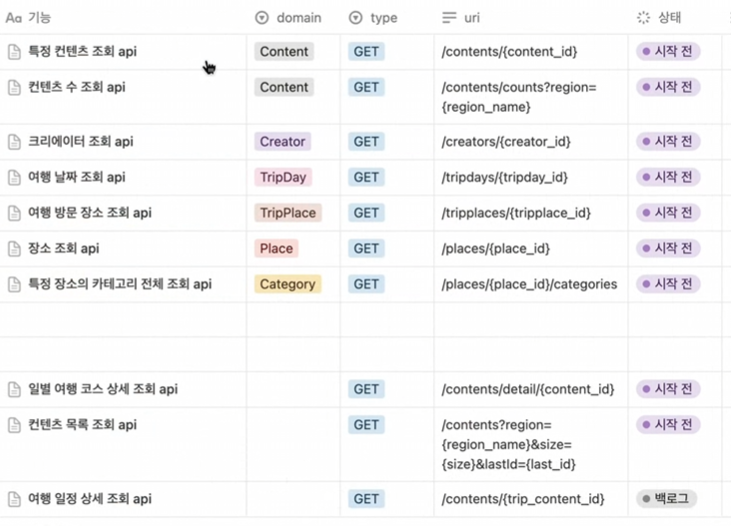 Aa 기능 domain type uri 상태
특정 컨텐츠 조회 api Content GET /contents/{content_id} 시작 전
컨텐츠 수 조회 api Content GET /contents/counts?region=
{region_name} 시작 전
크리에이터 조회 api Creator GET /creators/{creator_id} 시작 전
여행 날짜 조회 api TripDay GET /tripdays/{tripday_id} 시작 전
여행 방문 장소 조회 api TripPlace GET /tripplaces/{tripplace_id} 시작 전
장소 조회 api Place GET /places/{place_id} 시작 전
특정 장소의 카테고리 전체 조회 api Category GET /places/{place_id}/categories 시작 전
일별 여행 코스 상세 조회 api GET /contents/detail/{content_id} 시작 전
컨텐츠 목록 조회 api GET /contents?region=
{region_name}&size=
{size}&lastId={last_id} 시작 전
여행 일정 상세 조회 api GET /contents/{trip_content_id} 백로그